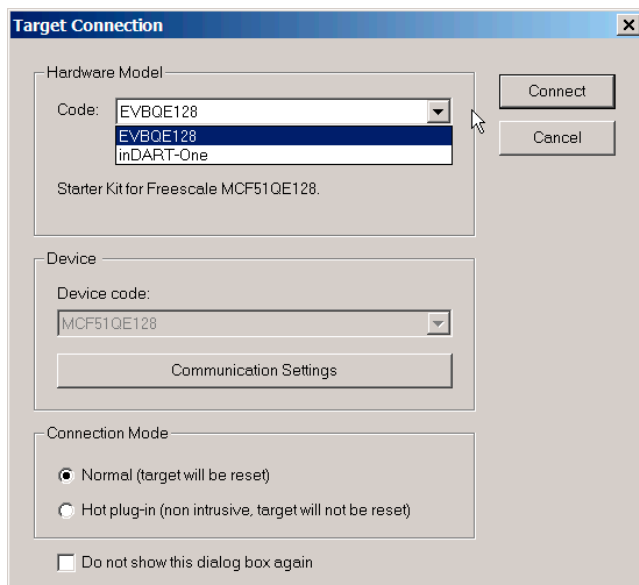 Target Connection
Hardware Model
Code: EVBQE128
EVBQE128
inDART-One
Starter Kit for Freescale MCF51QE128.
Connect
Cancel
Device
Device code:
MCF51QE128
Communication Settings
Connection Mode
Normal (target will be reset)
Hot plug-in (non intrusive, target will not be reset)
Do not show this dialog box again